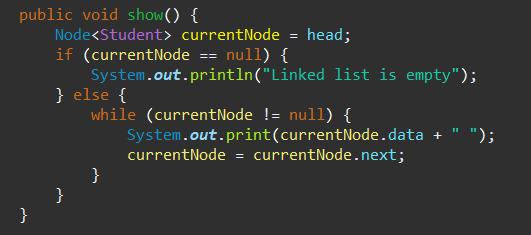 public void show() {
    Node<Student> currentNode = head;
    if (currentNode == null) {
        System.out.println("Linked list is empty");
    } else {
        while (currentNode != null) {
            System.out.print(currentNode.data + " ");
            currentNode = currentNode.next;
        }
    }
}